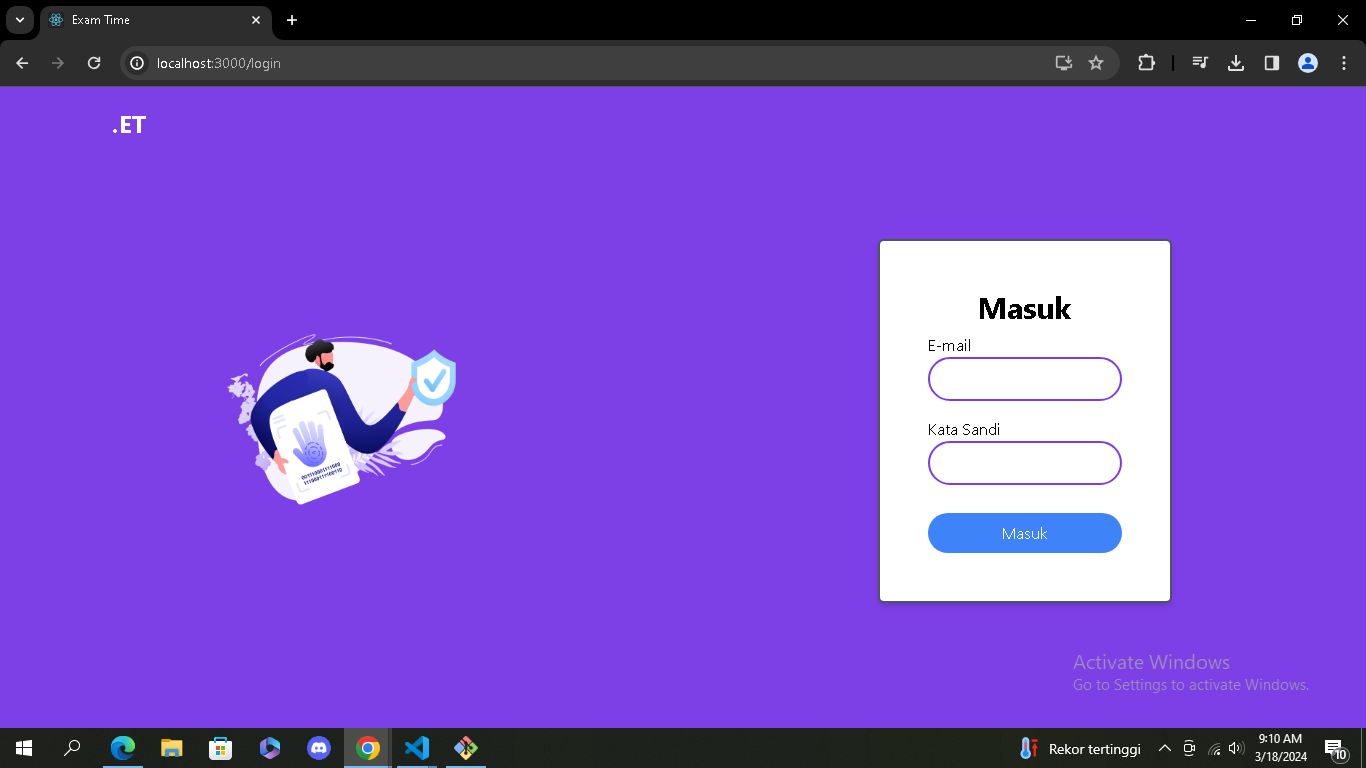 Exam Time
localhost:3000/login
.ET
Masuk
E-mail
Kata Sandi
Masuk
Activate Windows
Go to Settings to activate Windows.
Rekor tertinggi
9:10 AM
3/18/2024
10